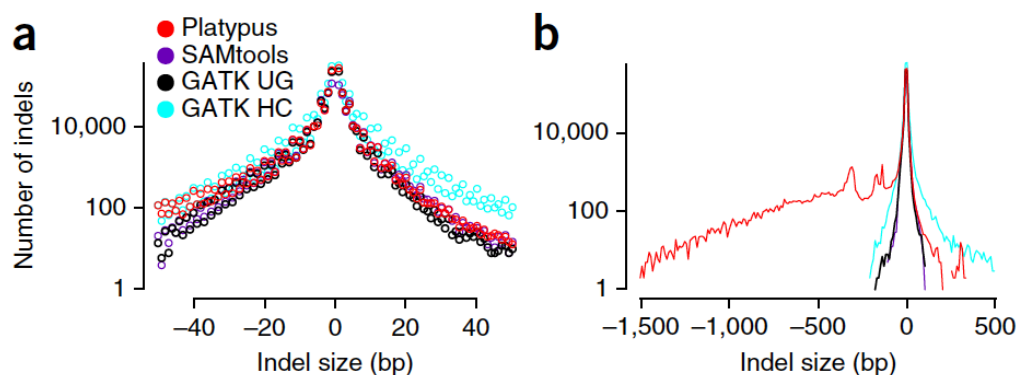 a
Platypus
SAMtools
GATK UG
GATK HC
Number of indels
10,000
100
1
−40 −20 0 20 40
Indel size (bp)
b
10,000
100
1
−1,500 −1,000 −500 0 500
Indel size (bp)